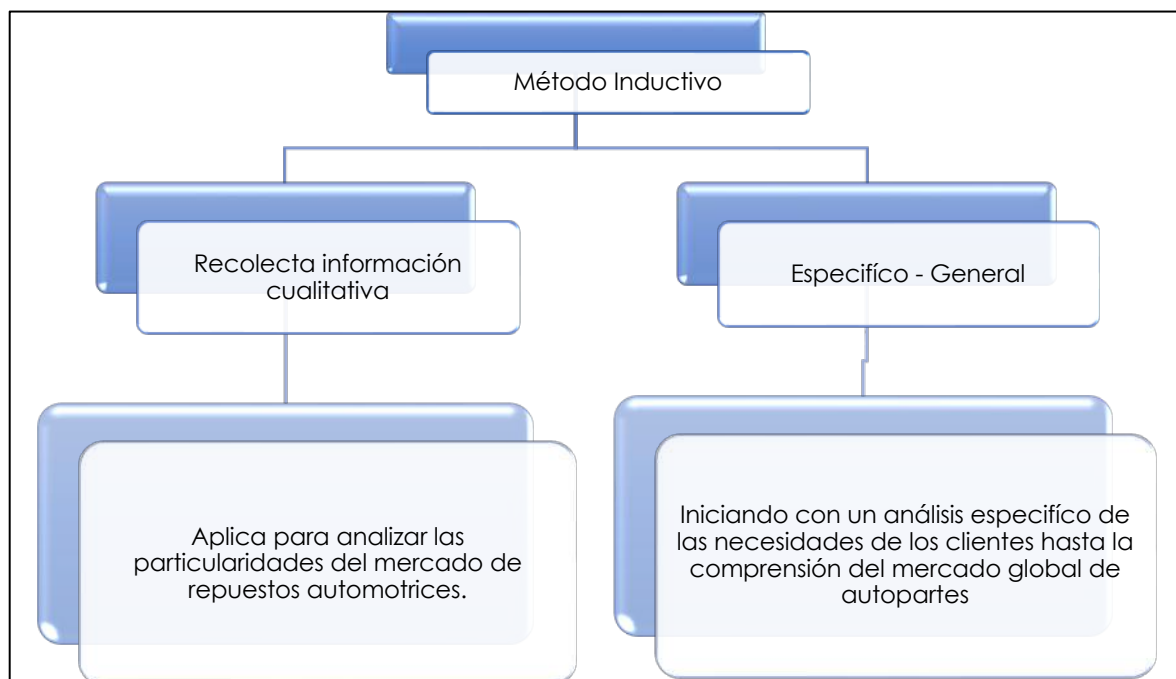 Método Inductivo
Recolecta información
cualitativa
Especifíco - General
Aplica para analizar las
particularidades del mercado de
repuestos automotrices.
Iniciando con un análisis especifíco de
las necesidades de los clientes hasta la
comprensión del mercado global de
autopartes